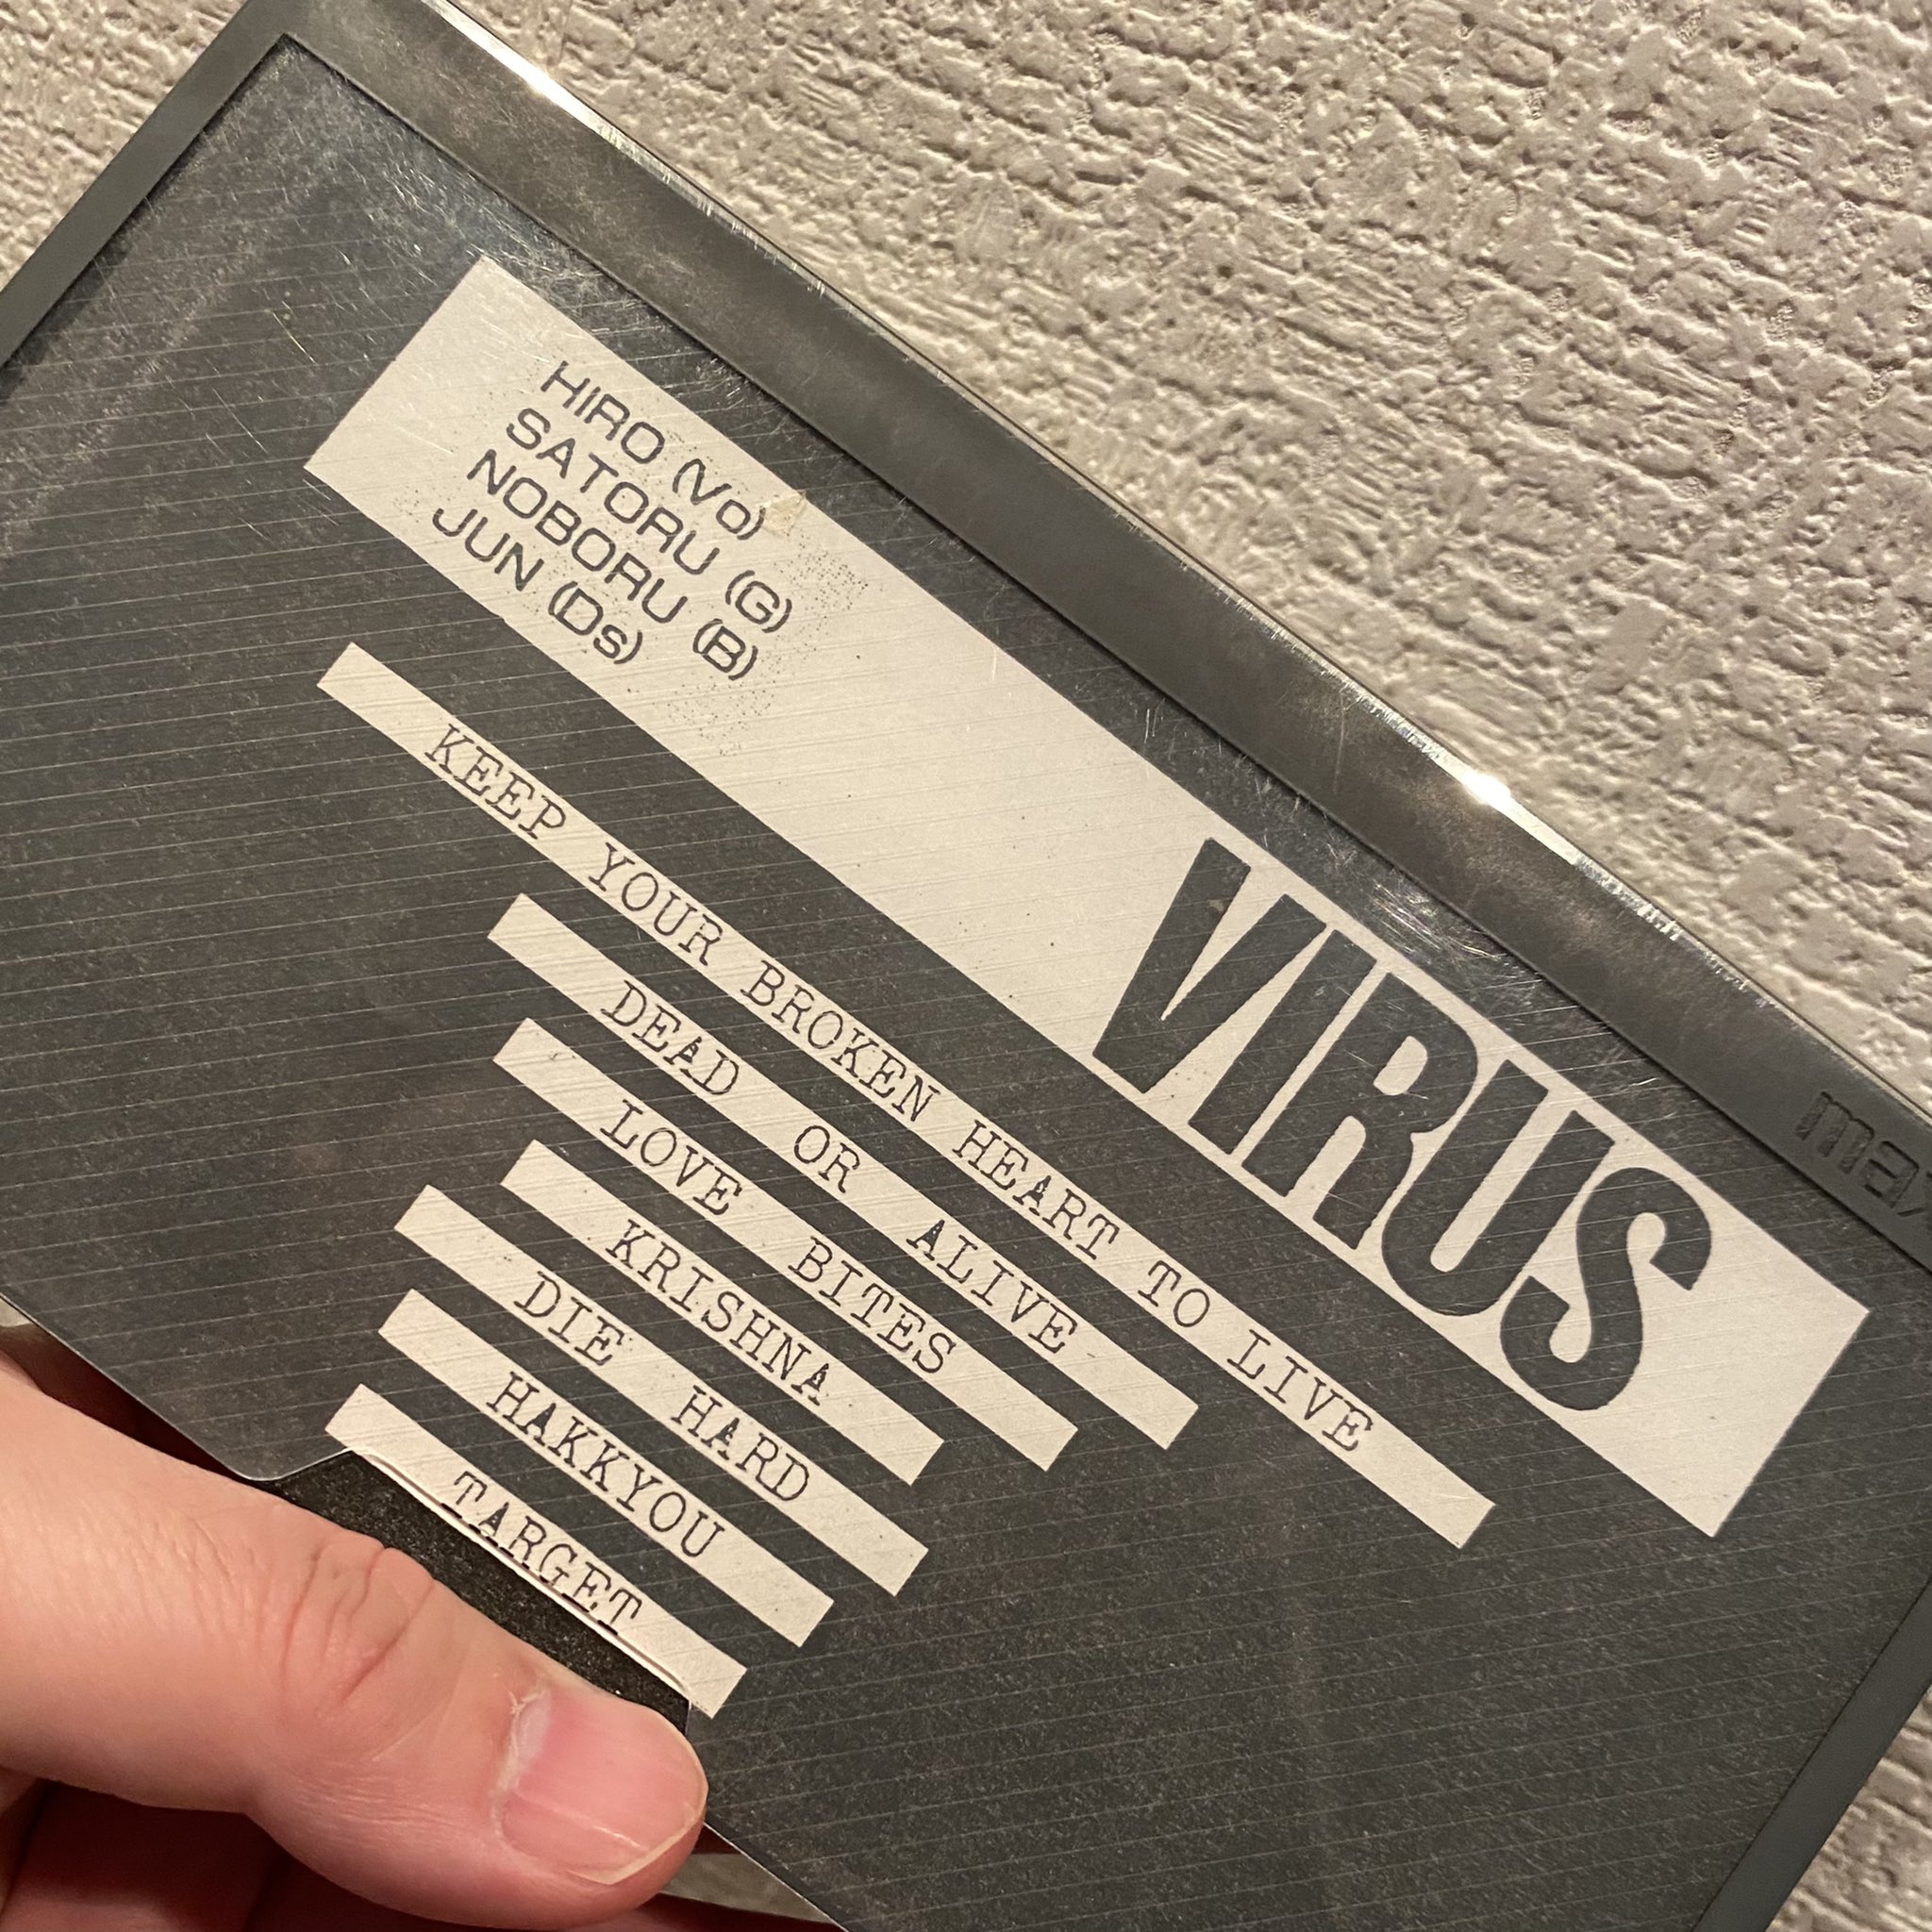 HIRO (Vo)
SATORU (G)
NOBORU (B)
JUN (Ds)
VIRUS
KEEP YOUR BROKEN HEART TO LIVE
DEAD OR ALIVE
LOVE BITES
KRISHNA
DIE HARD
HAKKYOU
TARGET